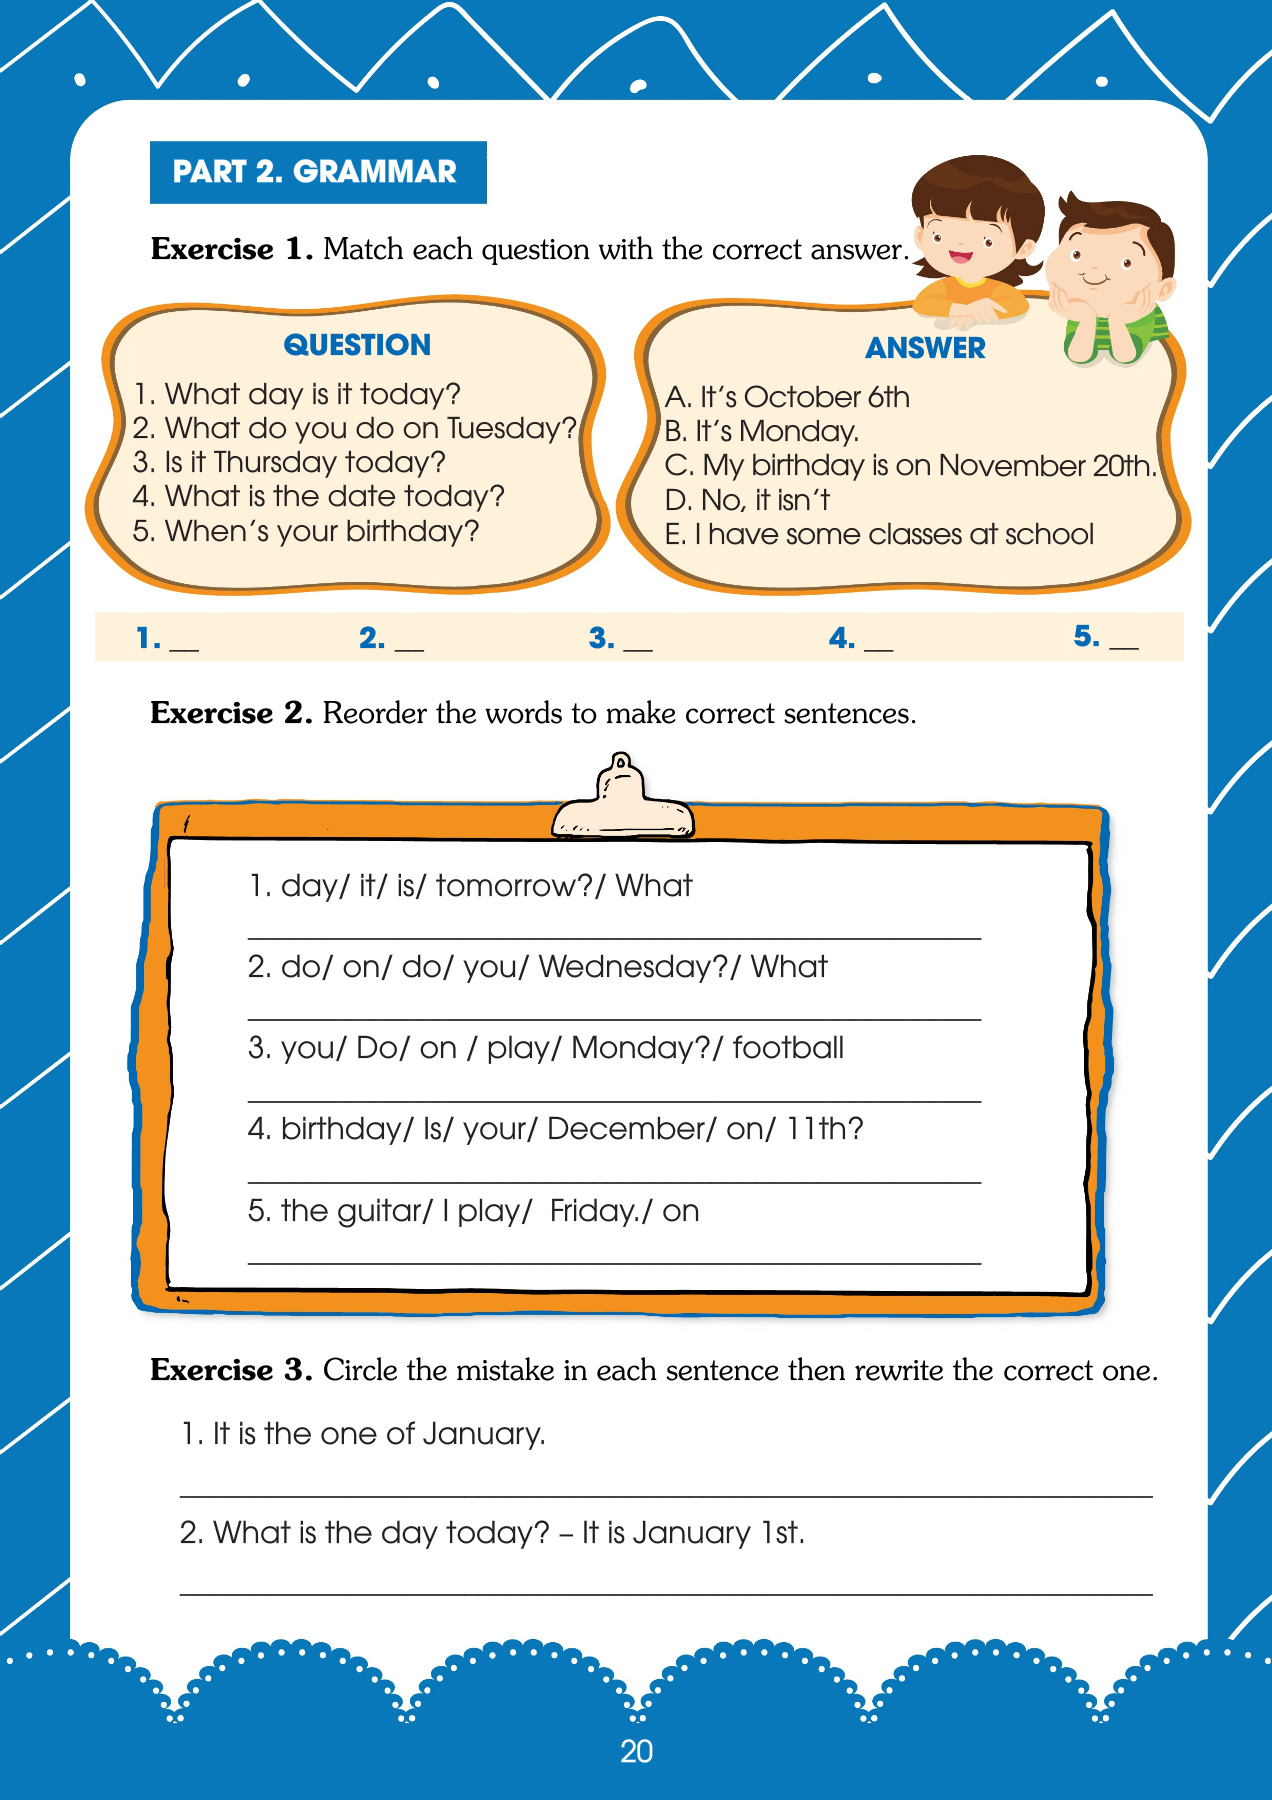 PART 2. GRAMMAR
Exercise 1. Match each question with the correct answer.
QUESTION
1. What day is it today?
2. What do you do on Tuesday?
3. Is it Thursday today?
4. What is the date today?
5. When's your birthday?
ANSWER
A. It's October 6th
B. It's Monday.
C. My birthday is on November 20th.
D. No, it isn't
E. I have some classes at school
1. __ 2. __ 3. __ 4. __ 5. __
Exercise 2. Reorder the words to make correct sentences.
1. day/ it/ is/ tomorrow?/ What
2. do/ on/ do/ you/ Wednesday?/ What
3. you/ Do/ on / play/ Monday?/ football
4. birthday/ Is/ your/ December/ on/ 11th?
5. the guitar/ I play/  Friday./ on
Exercise 3. Circle the mistake in each sentence then rewrite the correct one.
1. It is the one of January.
2. What is the day today? – It is January 1st.
20